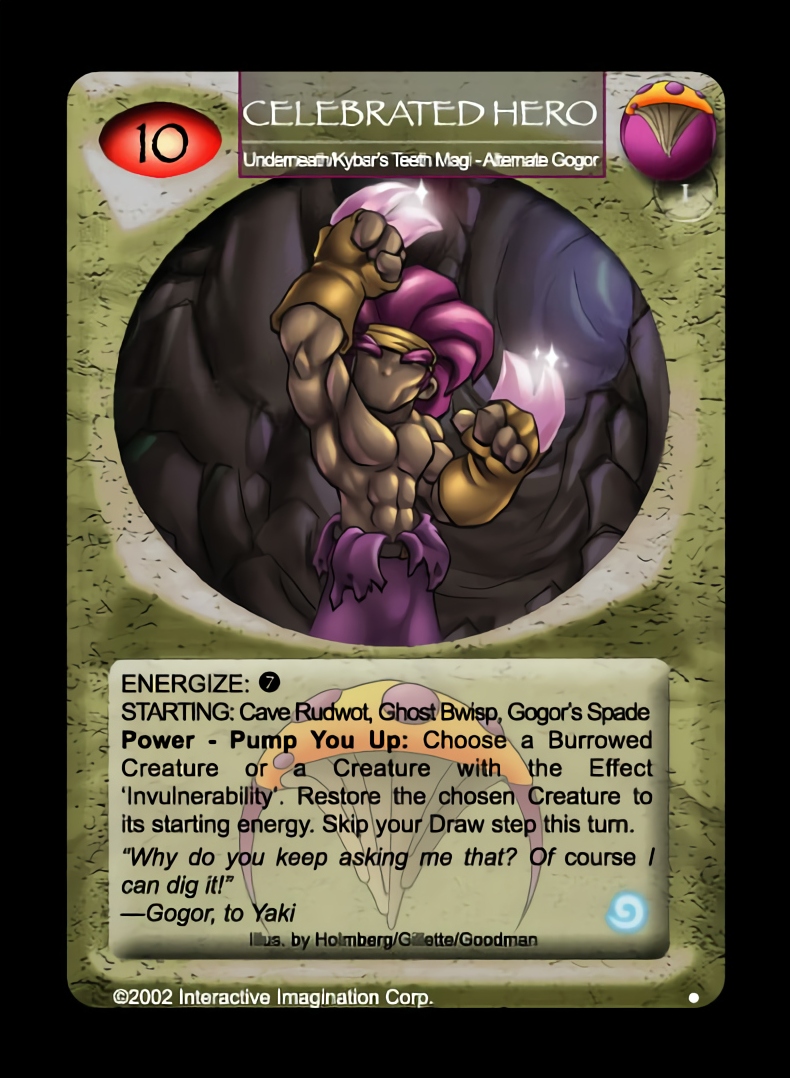 10
CELEBRATED HERO
Underneath/Kybar's Teeth Magi - Alternate Gogor
1
ENERGIZE: 7
STARTING: Cave Rudwot, Ghost Bwisp, Gogor's Spade
Power - Pump You Up: Choose a Burrowed
Creature or a Creature with the Effect
‘Invulnerability’. Restore the chosen Creature to
its starting energy. Skip your Draw step this turn.
"Why do you keep asking me that? Of course I
can dig it!"
—Gogor, to Yaki
Illus. by Holmberg/Gillette/Goodman
©2002 Interactive Imagination Corp.